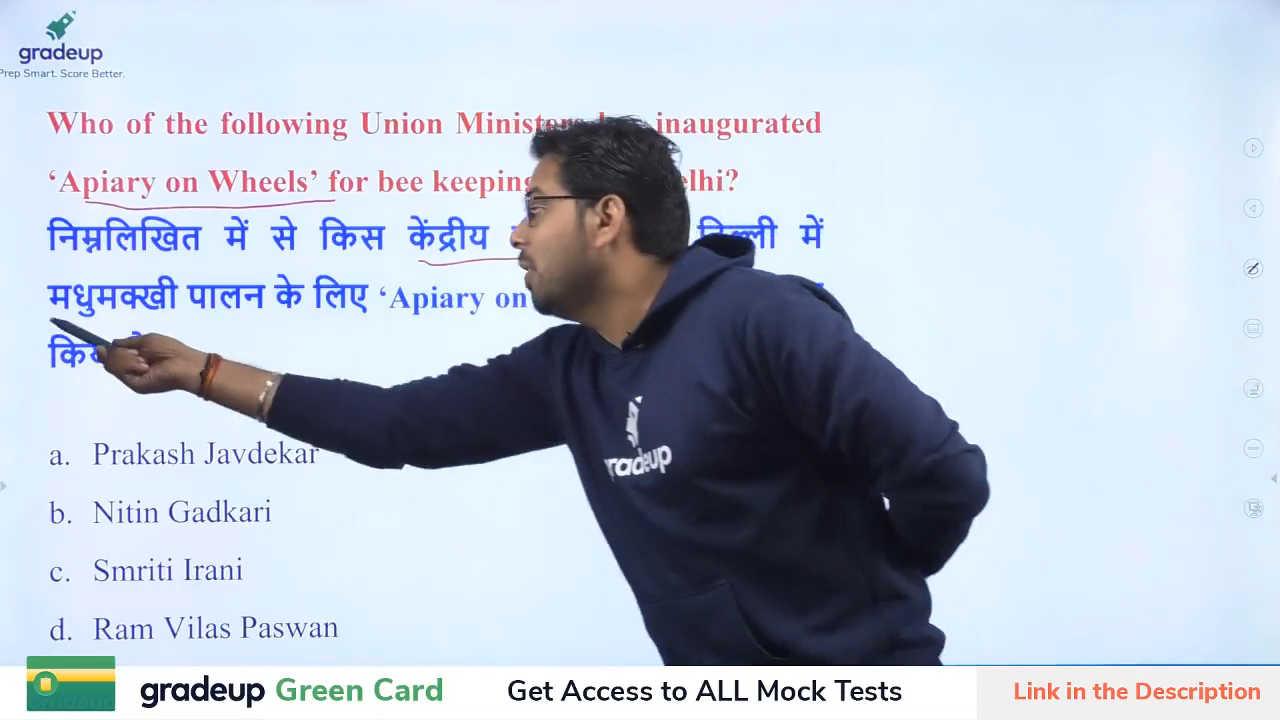 gradeup
Prep Smart. Score Better.
Who of the following Union inaugurated
‘Apiary on Wheels’ for bee keeping
निम्नलिखित में से किस केंद्रीय दिल्ली में
मधुमक्खी पालन के लिए ‘Apiary on
a. Prakash Javdekar
b. Nitin Gadkari
c. Smriti Irani
d. Ram Vilas Paswan
gradeup
gradeup Green Card Get Access to ALL Mock Tests Link in the Description